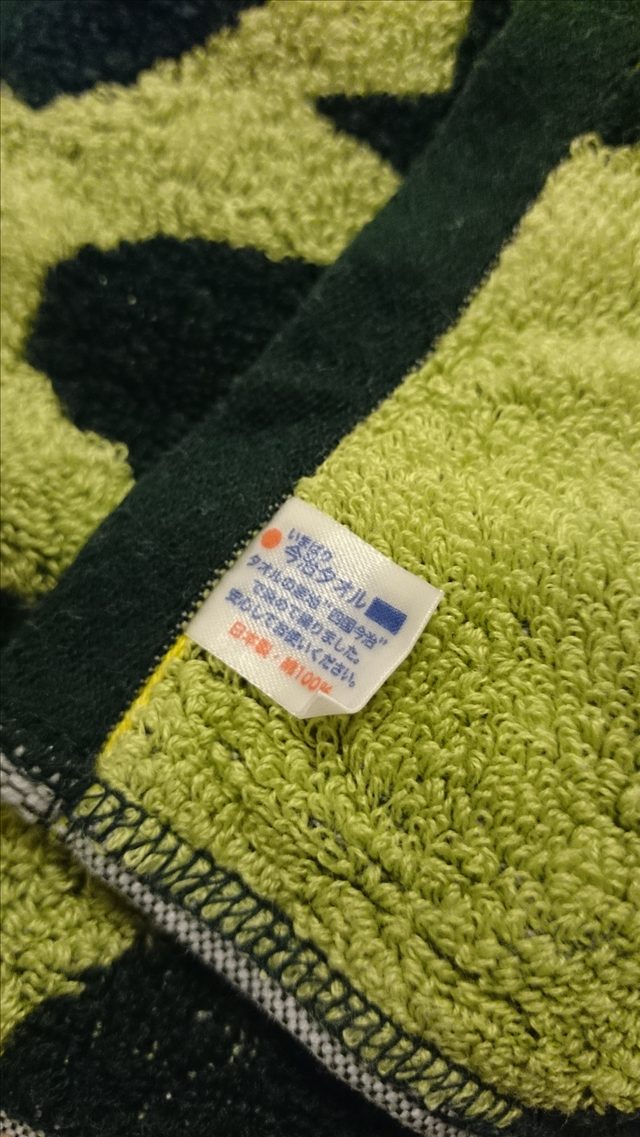 いまばり
今治タオル
タオルの産地"四国今治"
で決めて織りました。
安心してお使いください。
日本製・綿100%